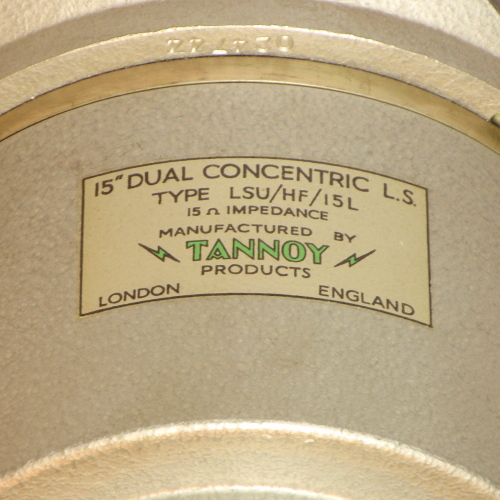 15" DUAL CONCENTRIC L.S.
TYPE LSU/HF/15L
15 Ω IMPEDANCE
MANUFACTURED BY
TANNOY
PRODUCTS
LONDON ENGLAND